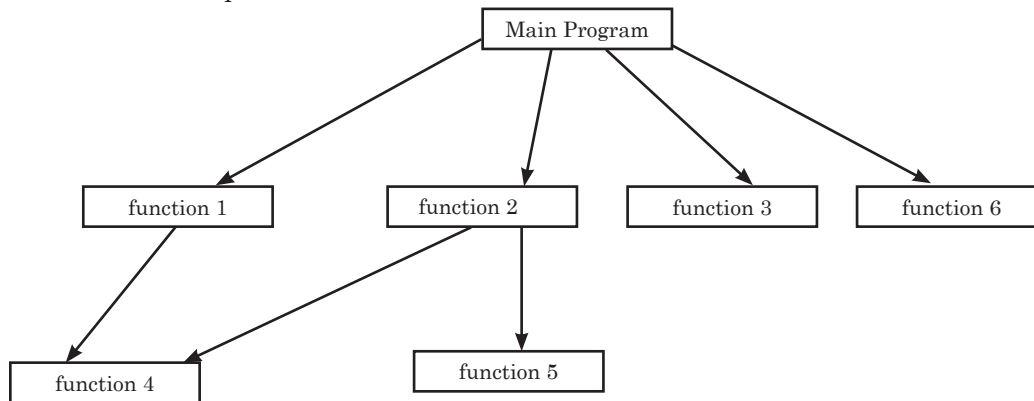 Main Program
function 1
function 2
function 3
function 6
function 4
function 5